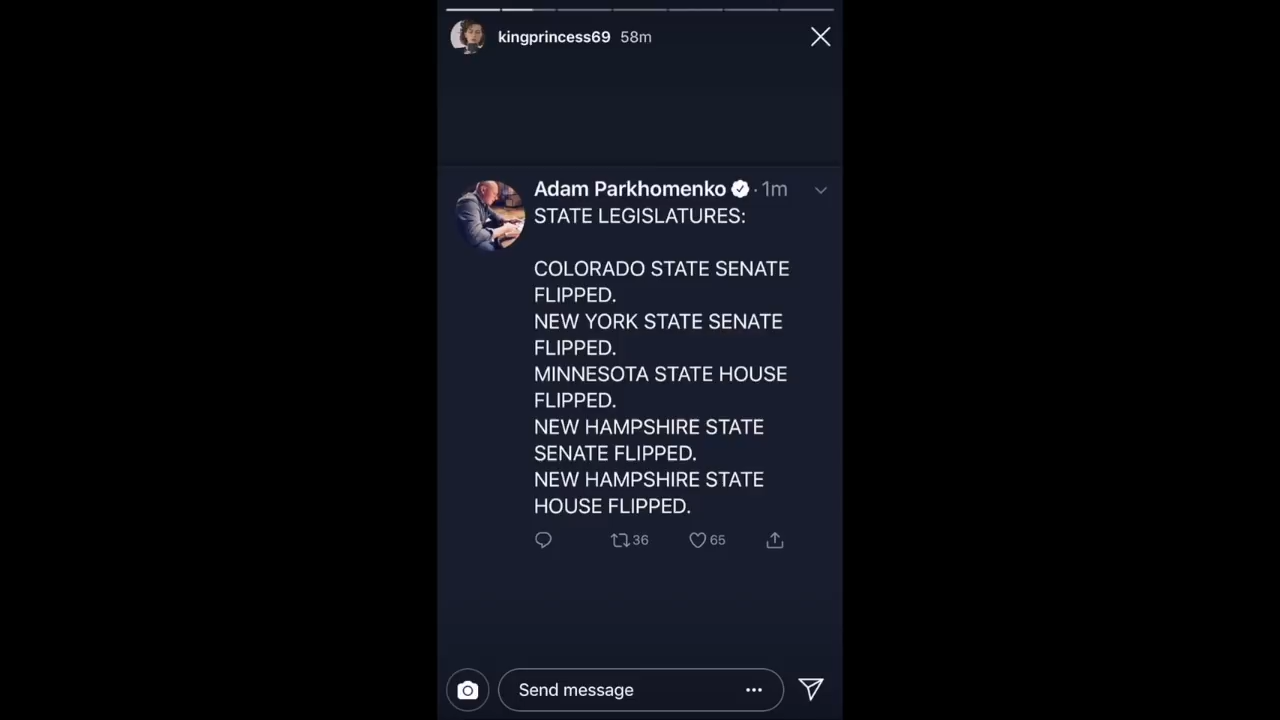 kingprincess69 58m
Adam Parkhomenko · 1m
STATE LEGISLATURES:
COLORADO STATE SENATE
FLIPPED.
NEW YORK STATE SENATE
FLIPPED.
MINNESOTA STATE HOUSE
FLIPPED.
NEW HAMPSHIRE STATE
SENATE FLIPPED.
NEW HAMPSHIRE STATE
HOUSE FLIPPED.
36 65
Send message